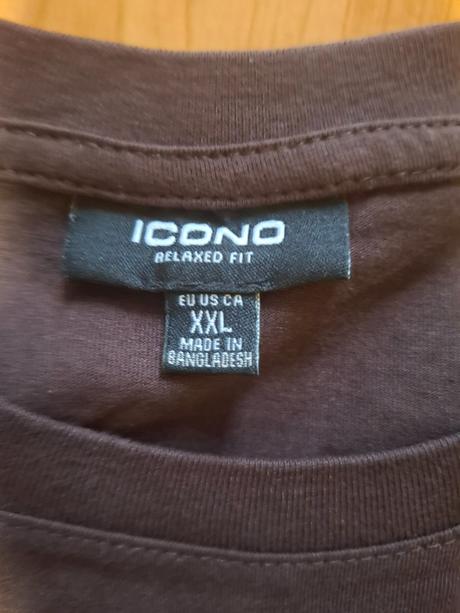 ICONO
RELAXED FIT
EU US CA
XXL
MADE IN
BANGLADESH